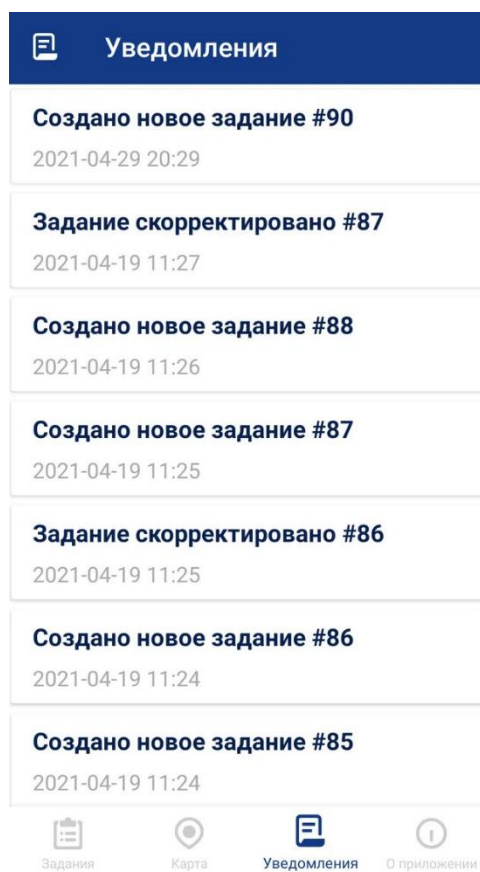 Уведомления
Создано новое задание #90
2021-04-29 20:29
Задание скорректировано #87
2021-04-19 11:27
Создано новое задание #88
2021-04-19 11:26
Создано новое задание #87
2021-04-19 11:25
Задание скорректировано #86
2021-04-19 11:25
Создано новое задание #86
2021-04-19 11:24
Создано новое задание #85
2021-04-19 11:24
Задания Карта Уведомления О приложении